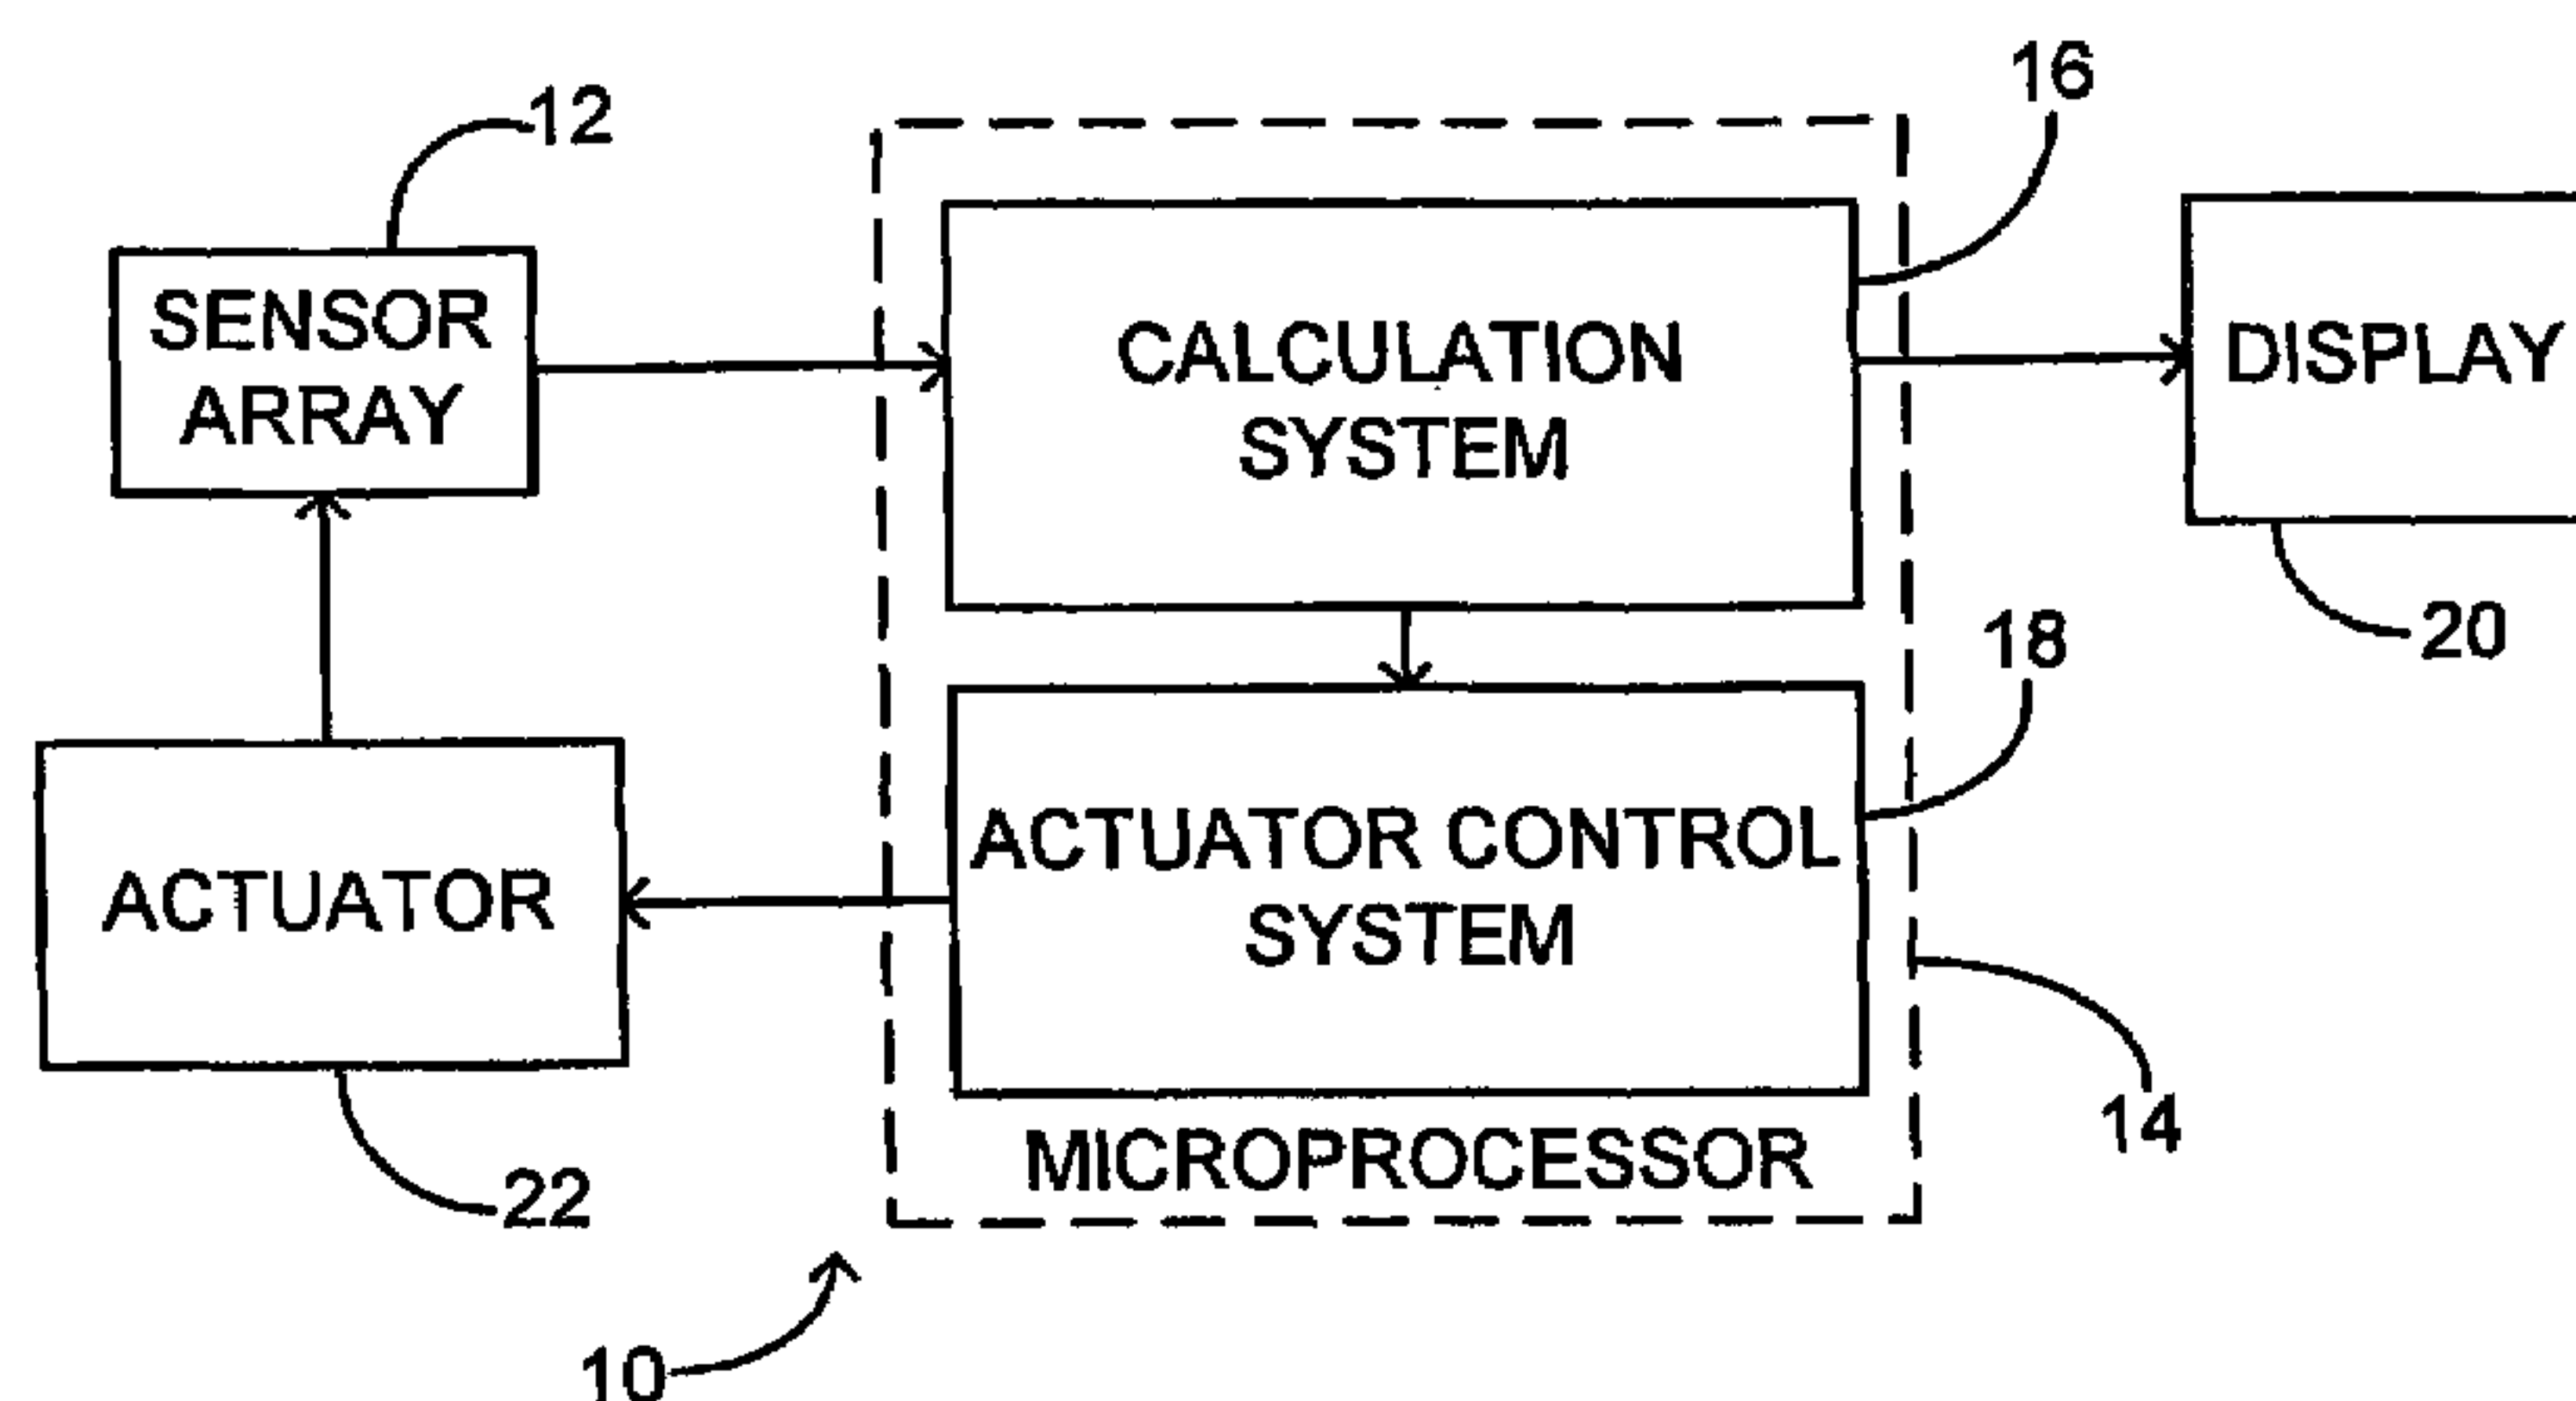 16
12
SENSOR
ARRAY
CALCULATION
SYSTEM
DISPLAY
20
18
ACTUATOR CONTROL
SYSTEM
ACTUATOR
14
MICROPROCESSOR
22
10